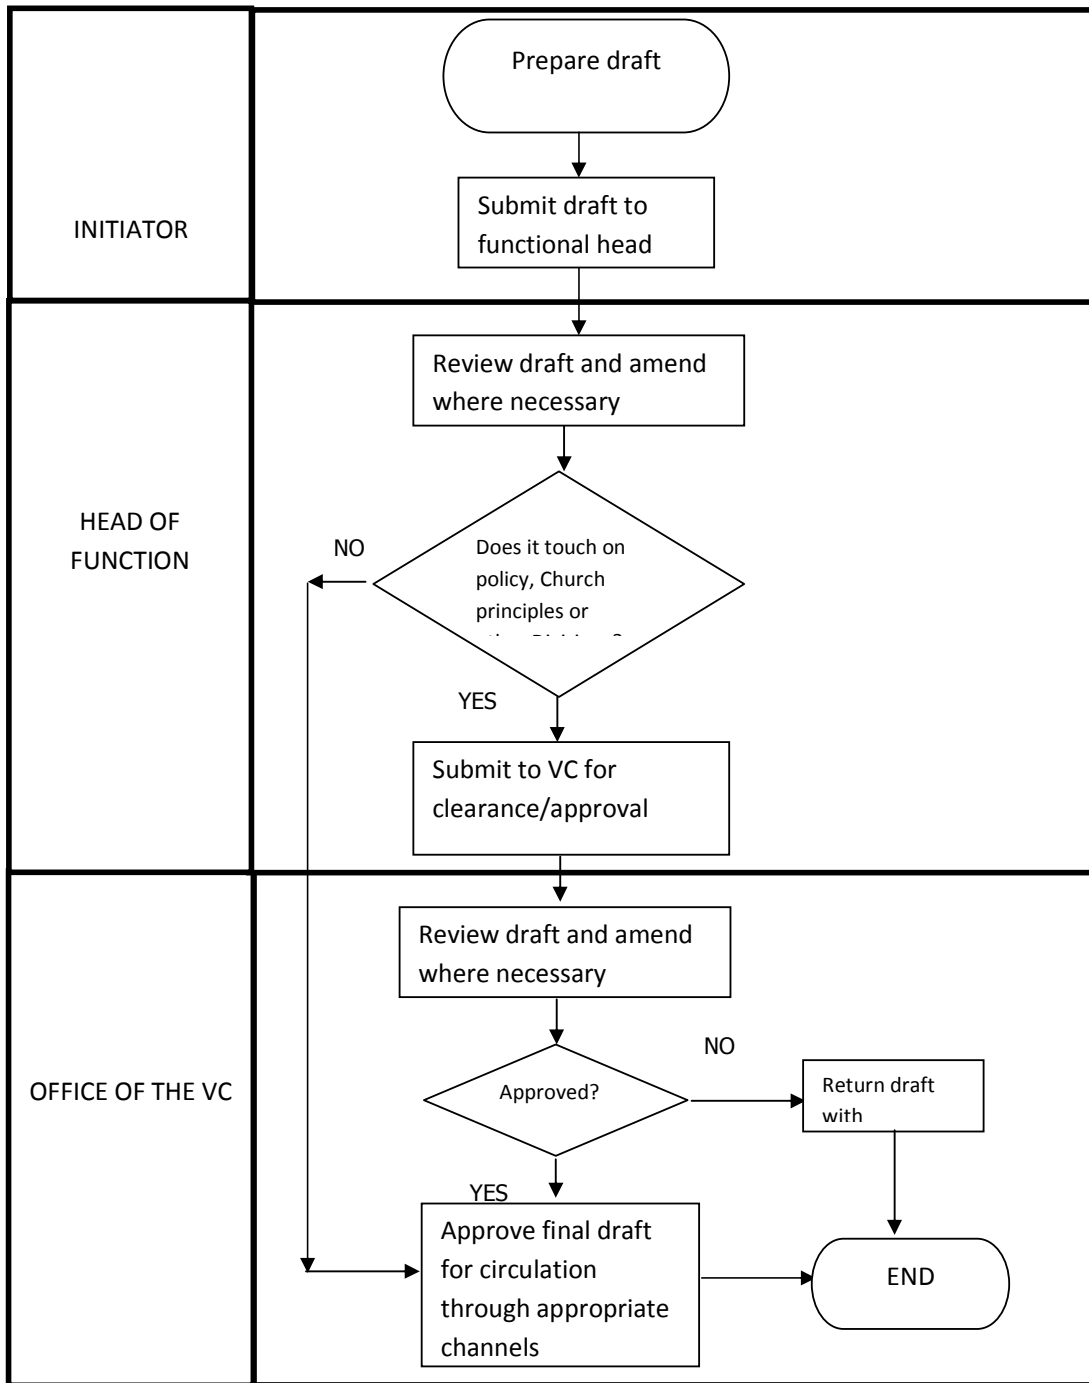 Prepare draft
INITIATOR
Submit draft to
functional head
Review draft and amend
where necessary
HEAD OF
FUNCTION
NO
Does it touch on
policy, Church
principles or
YES
Submit to VC for
clearance/approval
OFFICE OF THE VC
Review draft and amend
where necessary
Approved?
NO
Return draft
with
YES
Approve final draft
for circulation
through appropriate
channels
END